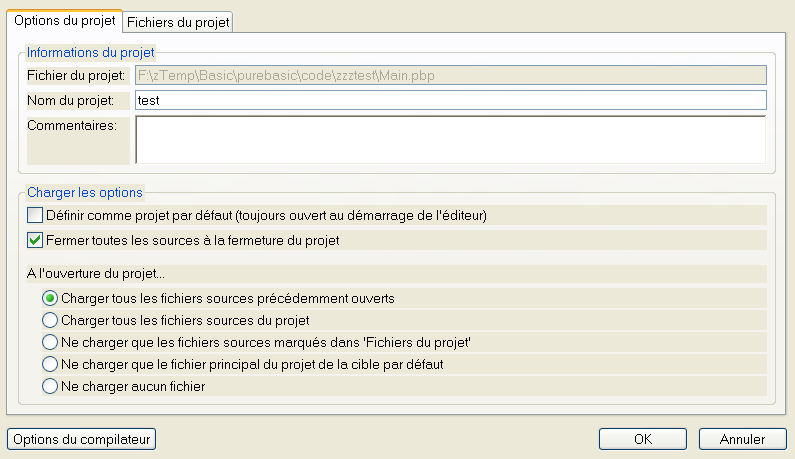 Options du projet
Fichiers du projet
Informations du projet
Fichier du projet: F:\zTemp\Basic\purebasic\code\zzztest\Main.pbp
Nom du projet: test
Commentaires:
Charger les options
Définir comme projet par défaut (toujours ouvert au démarrage de l'éditeur)
Fermer toutes les sources à la fermeture du projet
A l'ouverture du projet...
Charger tous les fichiers sources précédemment ouverts
Charger tous les fichiers sources du projet
Ne charger que les fichiers sources marqués dans 'Fichiers du projet'
Ne charger que le fichier principal du projet de la cible par défaut
Ne charger aucun fichier
Options du compilateur
OK
Annuler